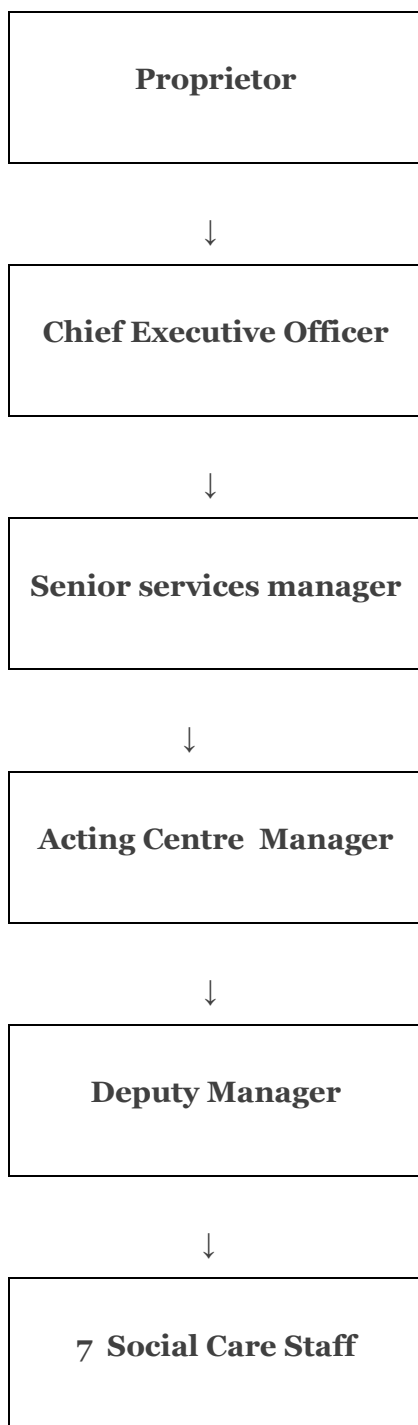 Proprietor
↓
Chief Executive Officer
↓
Senior services manager
↓
Acting Centre  Manager
↓
Deputy Manager
↓
7  Social Care Staff